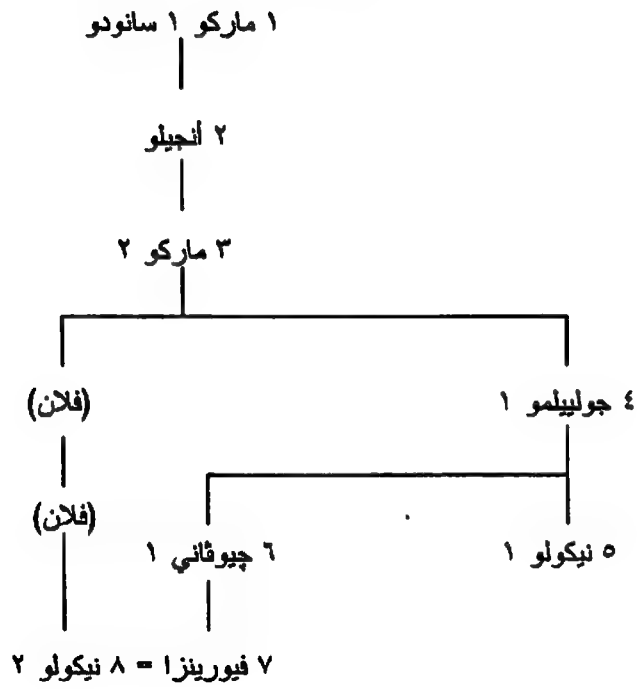 ١ ماركو ١ سانودو
٢ أنجيلو
٣ ماركو ٢
٤ جولييلمو ١
(فلان)
(فلان)
٥ نيكولو ١
٦ چيوڤاني ١
٧ فيورينزا = ٨ نيكولو ٢